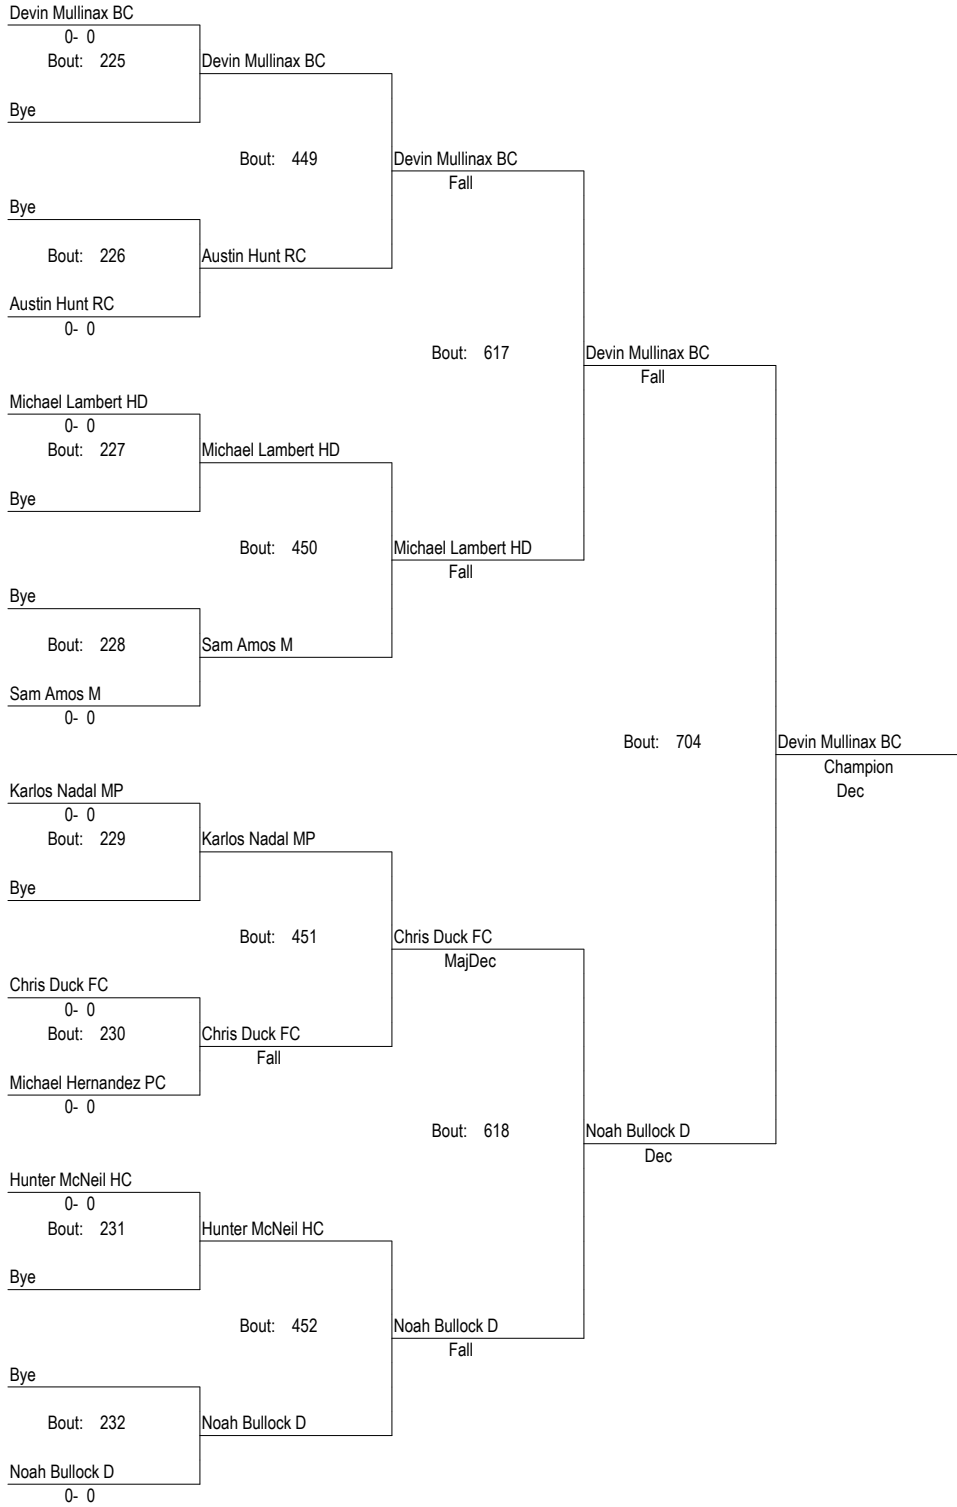 Devin Mullinax BC
0- 0
Bout: 225
Devin Mullinax BC
Bye
Bout: 449
Devin Mullinax BC
Fall
Bye
Bout: 226
Austin Hunt RC
Austin Hunt RC
0- 0
Bout: 617
Devin Mullinax BC
Fall
Michael Lambert HD
0- 0
Bout: 227
Michael Lambert HD
Bye
Bout: 450
Michael Lambert HD
Fall
Bye
Bout: 228
Sam Amos M
Sam Amos M
0- 0
Bout: 704
Devin Mullinax BC
Champion
Dec
Karlos Nadal MP
0- 0
Bout: 229
Karlos Nadal MP
Bye
Bout: 451
Chris Duck FC
MajDec
Chris Duck FC
0- 0
Bout: 230
Chris Duck FC
Fall
Michael Hernandez PC
0- 0
Bout: 618
Noah Bullock D
Dec
Hunter McNeil HC
0- 0
Bout: 231
Hunter McNeil HC
Bye
Bout: 452
Noah Bullock D
Fall
Bye
Bout: 232
Noah Bullock D
Noah Bullock D
0- 0